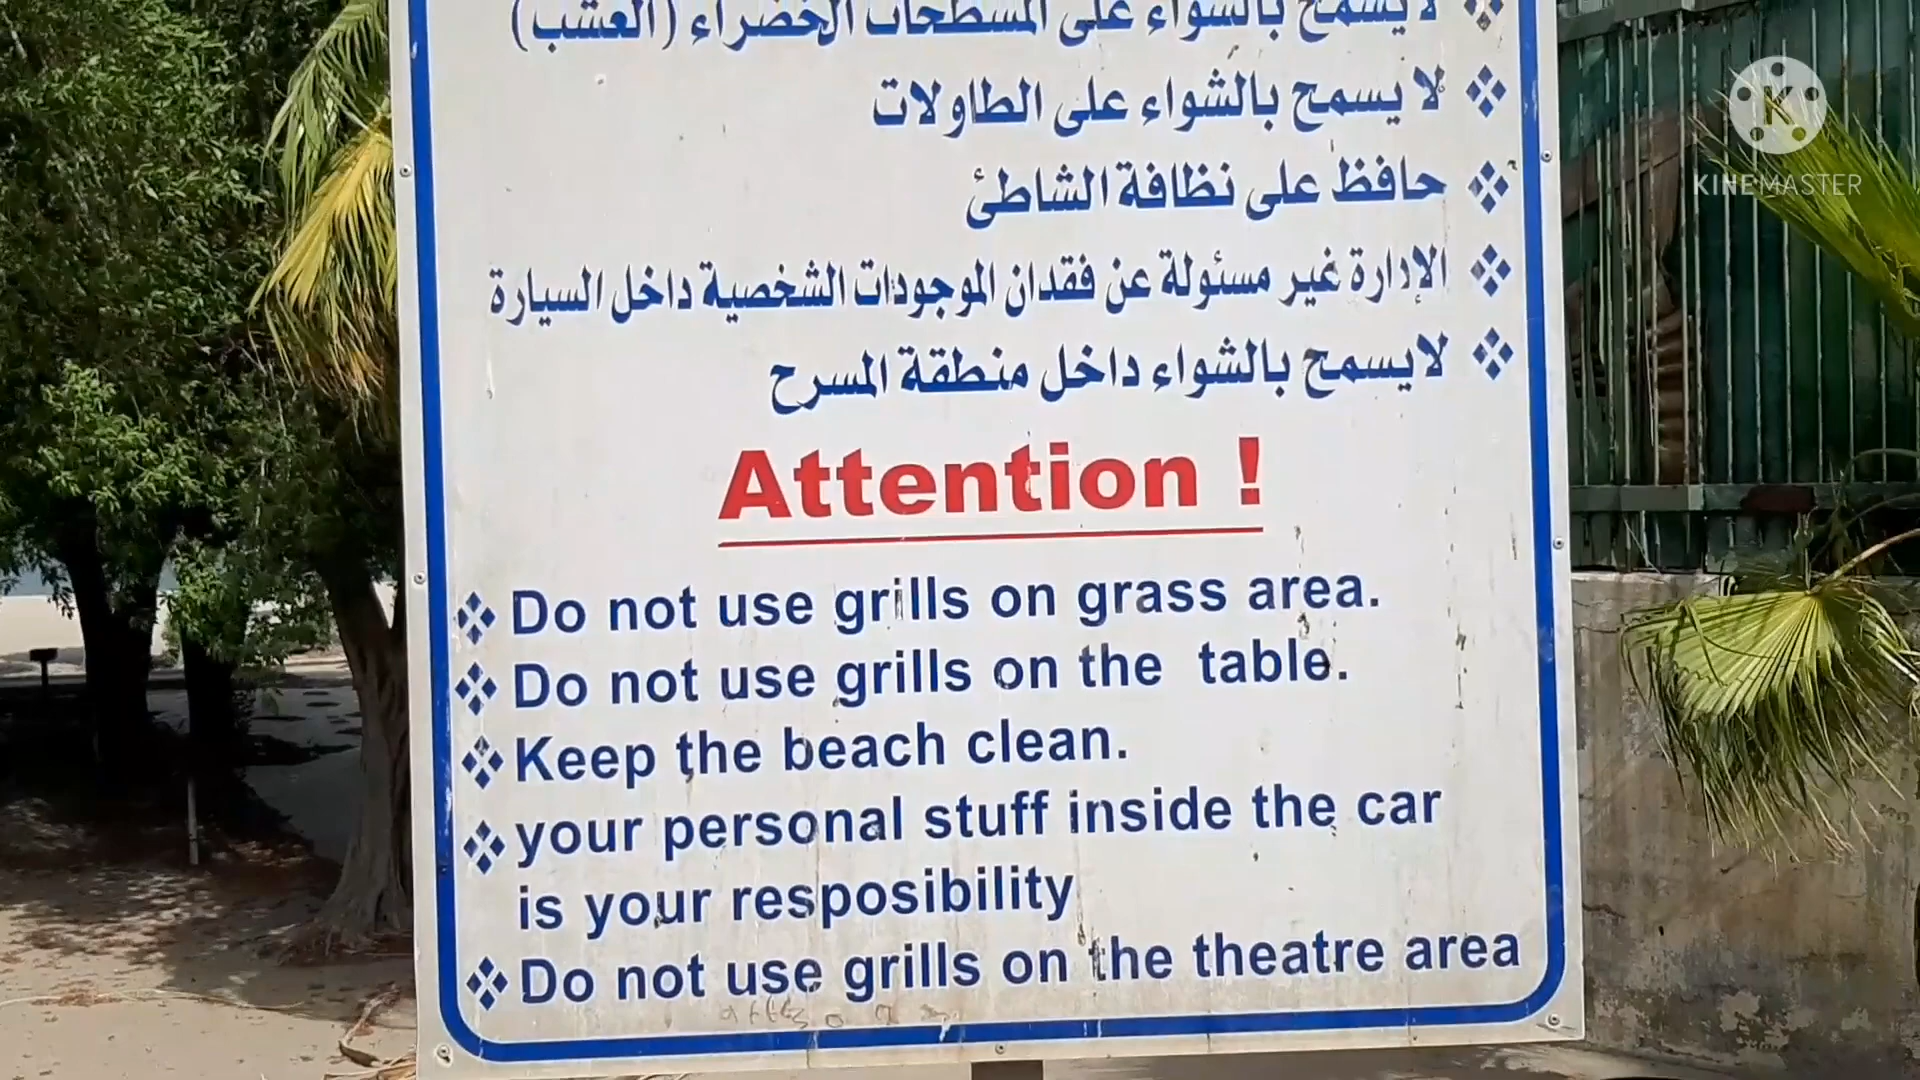 لا يسمح بالشواء على المسطحات الخضراء (العشب)
لا يسمح بالشواء على الطاولات
حافظ على نظافة الشاطئ
الإدارة غير مسئولة عن فقدان الموجودات الشخصية داخل السيارة
لايسمح بالشواء داخل منطقة المسرح
Attention !
Do not use grills on grass area.
Do not use grills on the table.
Keep the beach clean.
your personal stuff inside the car
is your resposibility
Do not use grills on the theatre area
KINEMASTER